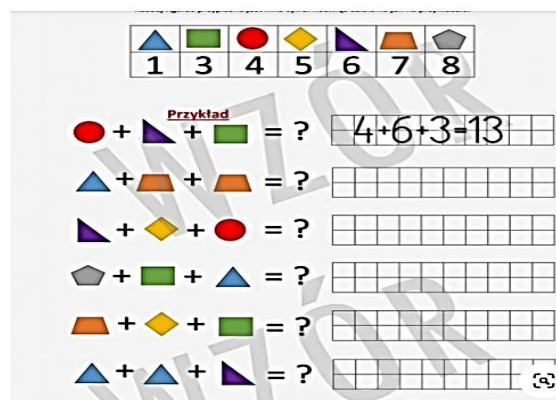 1 3 4 5 6 7 8
Przykład
+ + = ? 4+6+3=13
+ + = ?
+ + = ?
+ + = ?
+ + = ?
+ + = ?
WZÓR
WZÓR